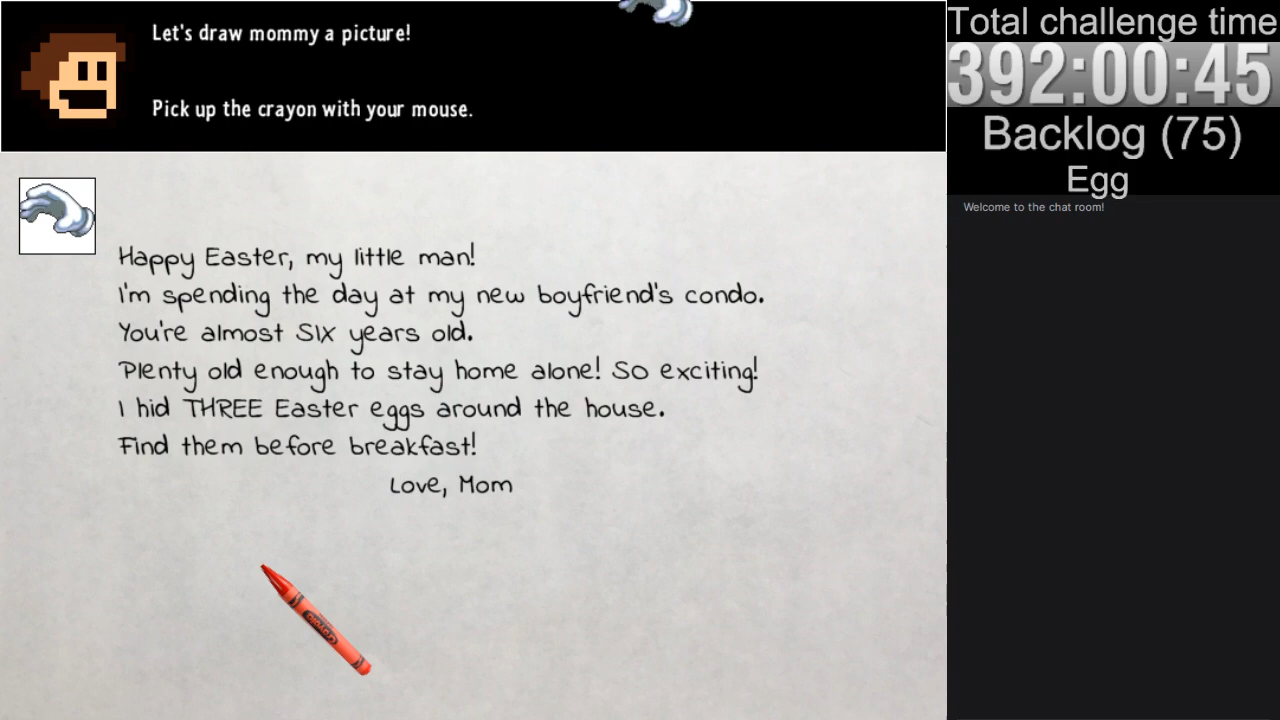 Let's draw mommy a picture!
Pick up the crayon with your mouse.
Total challenge time
392:00:45
Backlog (75)
Egg
Welcome to the chat room!
Happy Easter, my little man!
I'm spending the day at my new boyfriend's condo.
You're almost SIX years old.
Plenty old enough to stay home alone! So exciting!
I hid THREE Easter eggs around the house.
Find them before breakfast!
Love, Mom